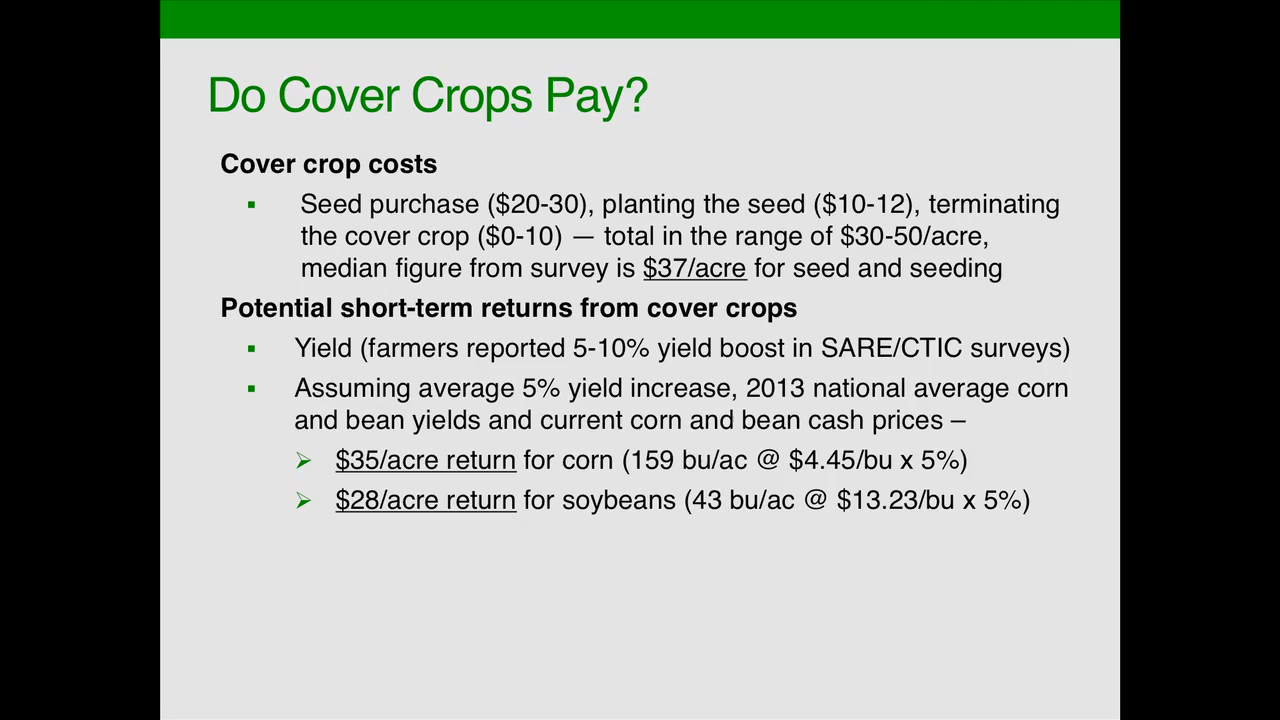 Do Cover Crops Pay?
Cover crop costs
▪ Seed purchase ($20-30), planting the seed ($10-12), terminating
the cover crop ($0-10) — total in the range of $30-50/acre,
median figure from survey is $37/acre for seed and seeding
Potential short-term returns from cover crops
▪ Yield (farmers reported 5-10% yield boost in SARE/CTIC surveys)
▪ Assuming average 5% yield increase, 2013 national average corn
and bean yields and current corn and bean cash prices –
➢ $35/acre return for corn (159 bu/ac @ $4.45/bu x 5%)
➢ $28/acre return for soybeans (43 bu/ac @ $13.23/bu x 5%)